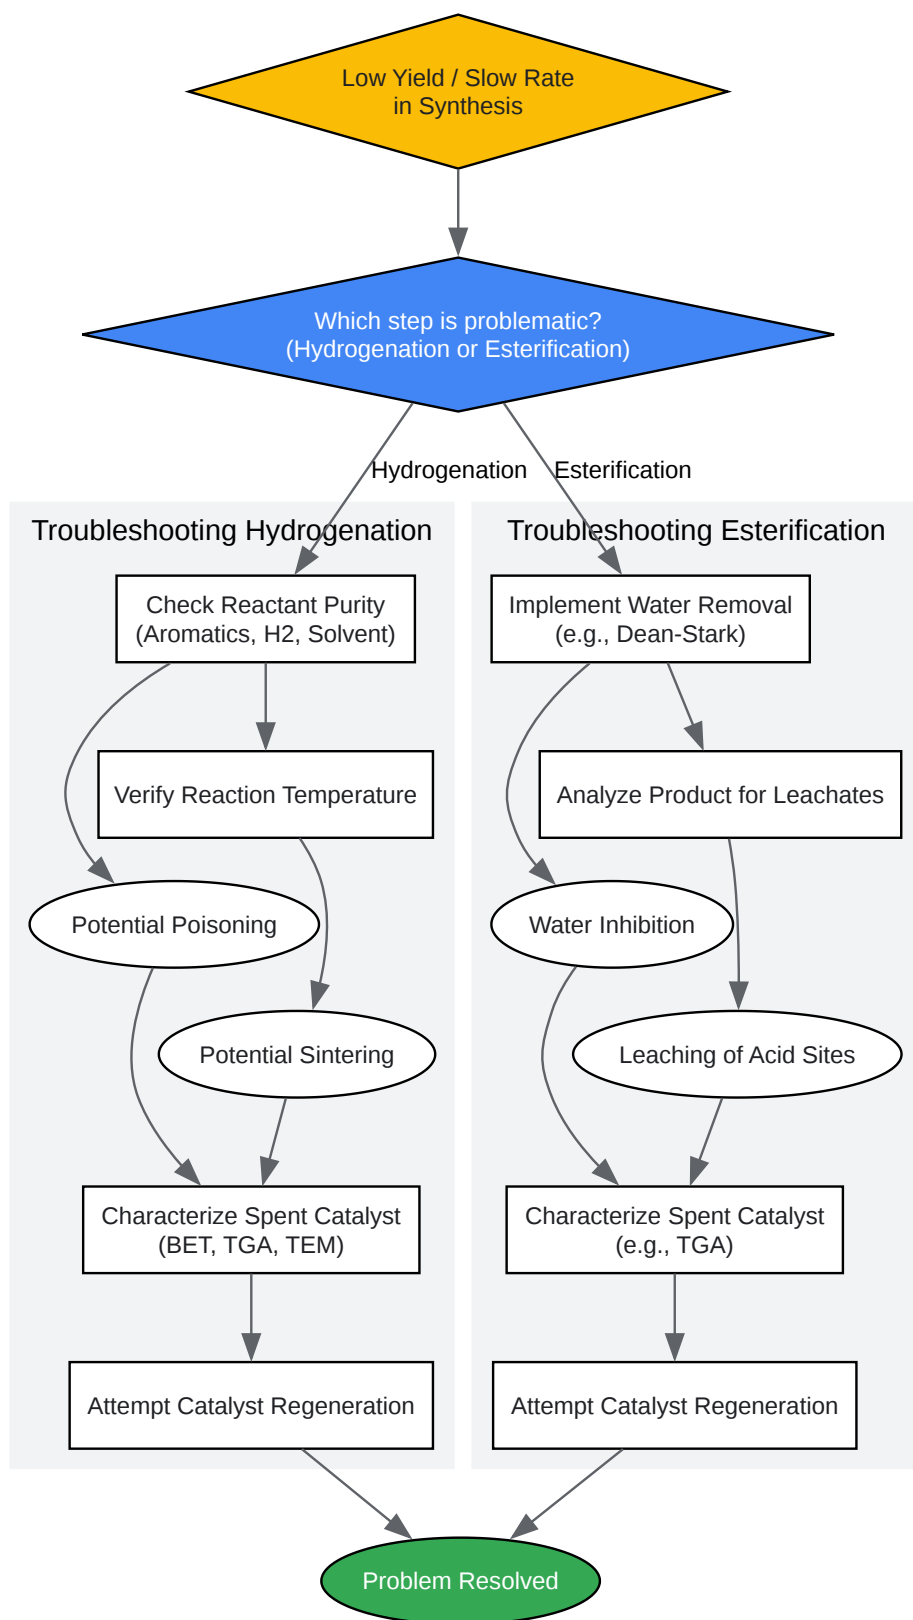 Low Yield / Slow Rate
in Synthesis
Which step is problematic?
(Hydrogenation or Esterification)
Hydrogenation
Esterification
Troubleshooting Hydrogenation
Check Reactant Purity
(Aromatics, H2, Solvent)
Verify Reaction Temperature
Potential Poisoning
Potential Sintering
Characterize Spent Catalyst
(BET, TGA, TEM)
Attempt Catalyst Regeneration
Troubleshooting Esterification
Implement Water Removal
(e.g., Dean-Stark)
Analyze Product for Leachates
Water Inhibition
Leaching of Acid Sites
Characterize Spent Catalyst
(e.g., TGA)
Attempt Catalyst Regeneration
Problem Resolved